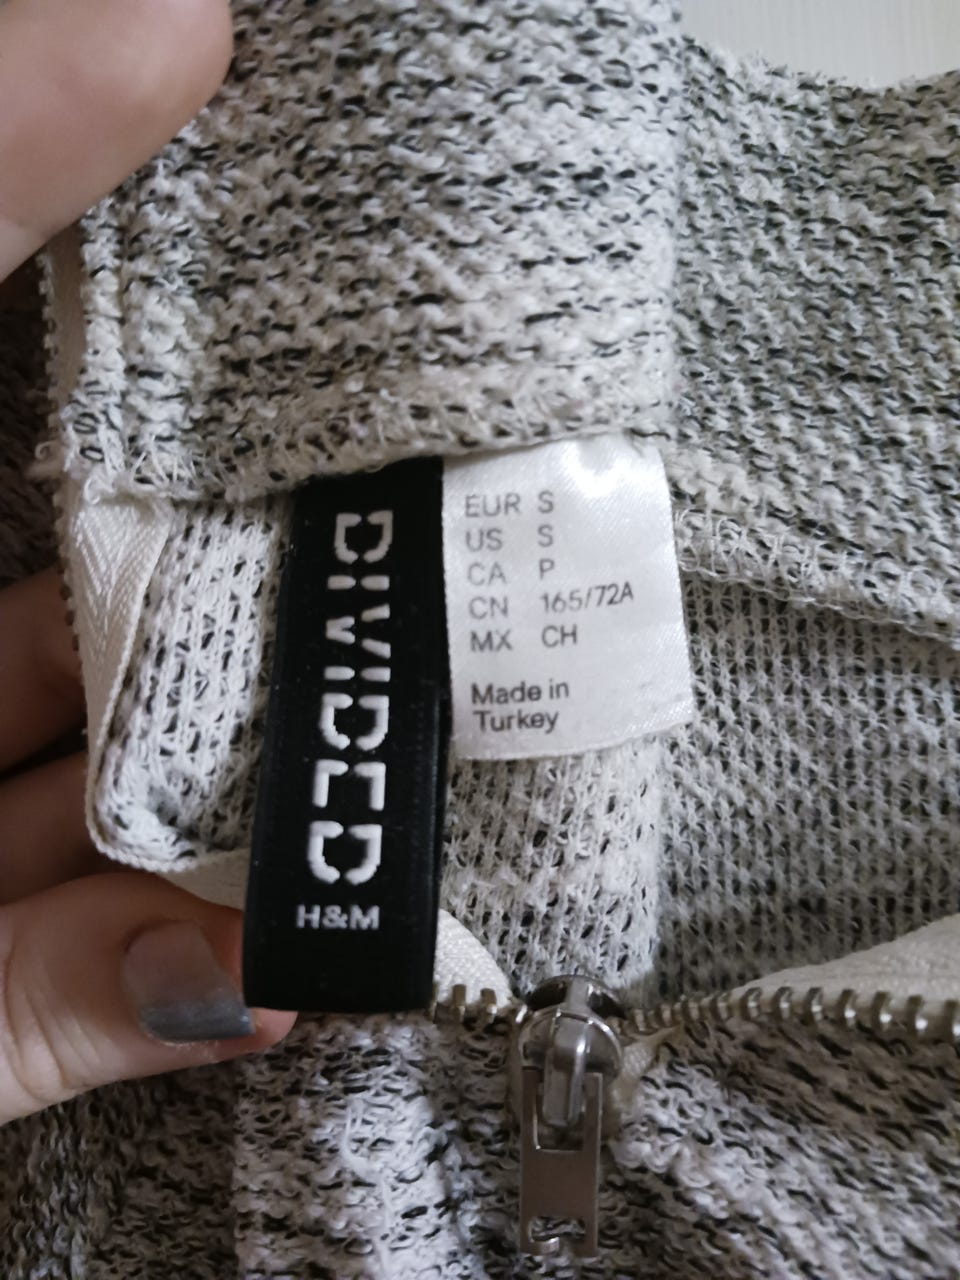 DIVIDED
H&M
EUR S
US S
CA P
CN 165/72A
MX CH
Made in
Turkey